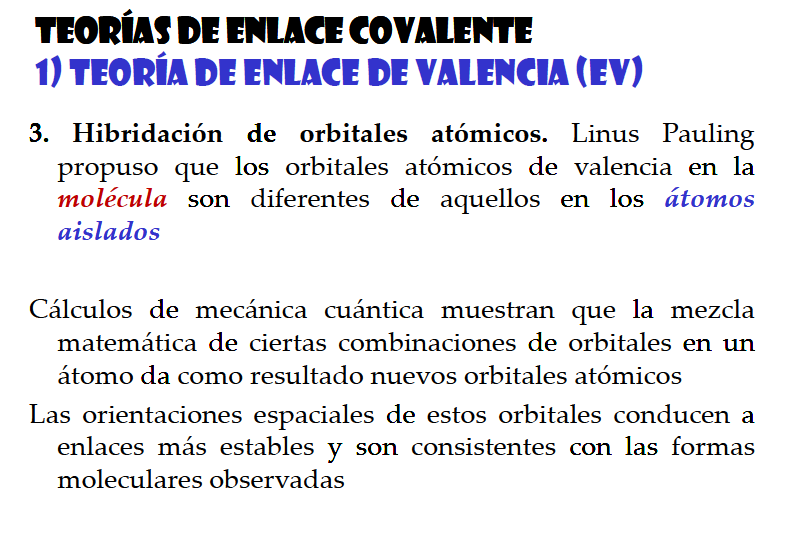 TEORÍAS DE ENLACE COVALENTE
1) TEORÍA DE ENLACE DE VALENCIA (EV)
3. Hibridación de orbitales atómicos. Linus Pauling
propuso que los orbitales atómicos de valencia en la
molécula son diferentes de aquellos en los átomos
aislados
Cálculos de mecánica cuántica muestran que la mezcla
matemática de ciertas combinaciones de orbitales en un
átomo da como resultado nuevos orbitales atómicos
Las orientaciones espaciales de estos orbitales conducen a
enlaces más estables y son consistentes con las formas
moleculares observadas